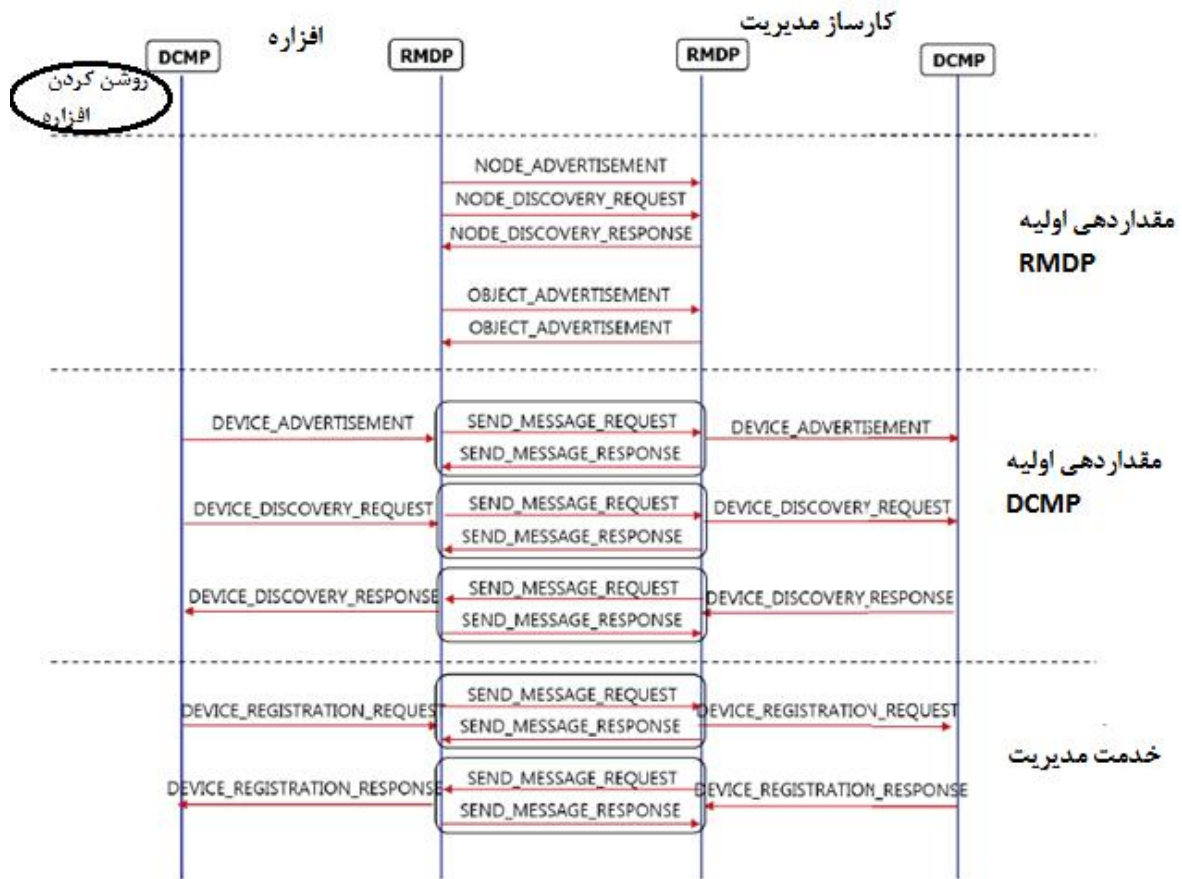 افزاره
کارساز مدیریت
DCMP
RMDP
RMDP
DCMP
روشن کردن
افزاره
NODE_ADVERTISEMENT
NODE_DISCOVERY_REQUEST
NODE_DISCOVERY_RESPONSE
OBJECT_ADVERTISEMENT
OBJECT_ADVERTISEMENT
مقداردهی اولیه
RMDP
DEVICE_ADVERTISEMENT
SEND_MESSAGE_REQUEST
DEVICE_ADVERTISEMENT
SEND_MESSAGE_RESPONSE
DEVICE_DISCOVERY_REQUEST
SEND_MESSAGE_REQUEST
DEVICE_DISCOVERY_REQUEST
SEND_MESSAGE_RESPONSE
DEVICE_DISCOVERY_RESPONSE
SEND_MESSAGE_REQUEST
DEVICE_DISCOVERY_RESPONSE
SEND_MESSAGE_RESPONSE
مقداردهی اولیه
DCMP
DEVICE_REGISTRATION_REQUEST
SEND_MESSAGE_REQUEST
DEVICE_REGISTRATION_REQUEST
SEND_MESSAGE_RESPONSE
DEVICE_REGISTRATION_RESPONSE
SEND_MESSAGE_REQUEST
DEVICE_REGISTRATION_RESPONSE
SEND_MESSAGE_RESPONSE
خدمت مدیریت